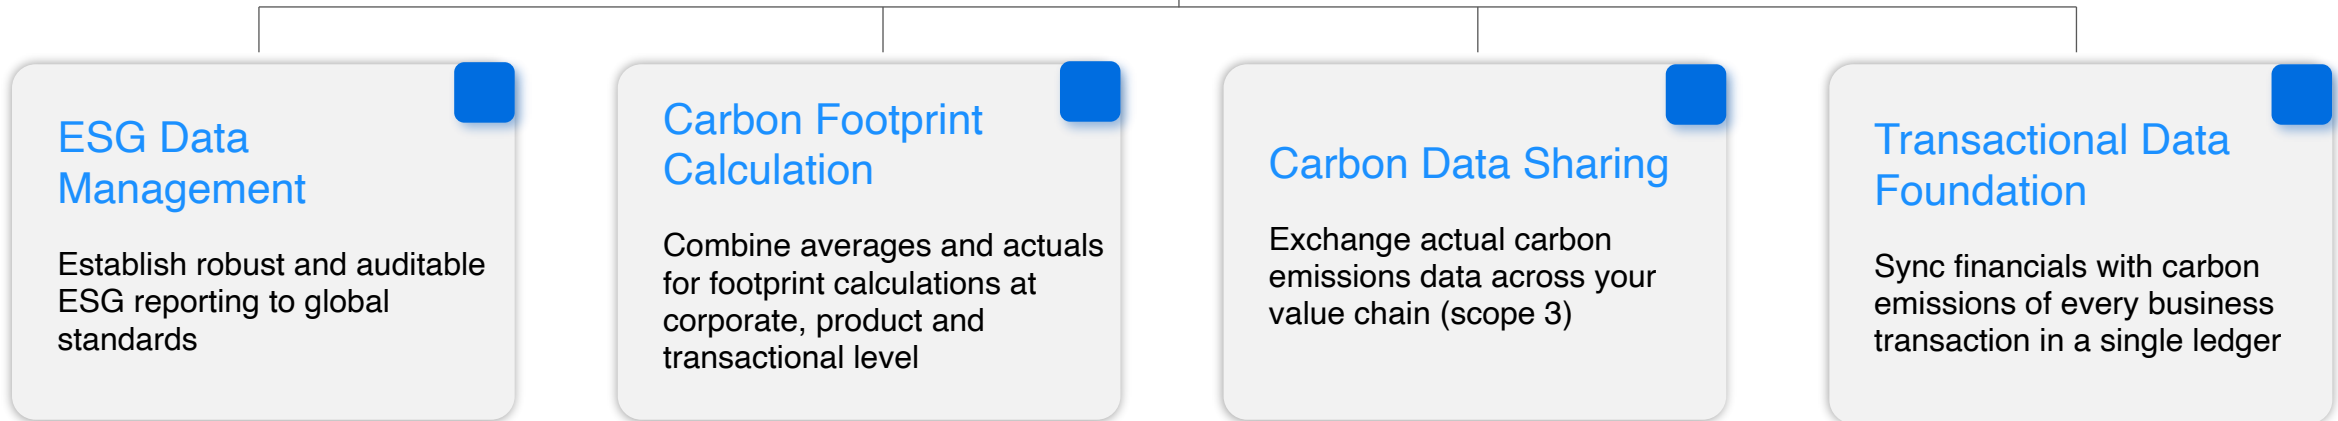 ESG Data
Management
Establish robust and auditable
ESG reporting to global
standards
Carbon Footprint
Calculation
Combine averages and actuals
for footprint calculations at
corporate, product and
transactional level
Carbon Data Sharing
Exchange actual carbon
emissions data across your
value chain (scope 3)
Transactional Data
Foundation
Sync financials with carbon
emissions of every business
transaction in a single ledger